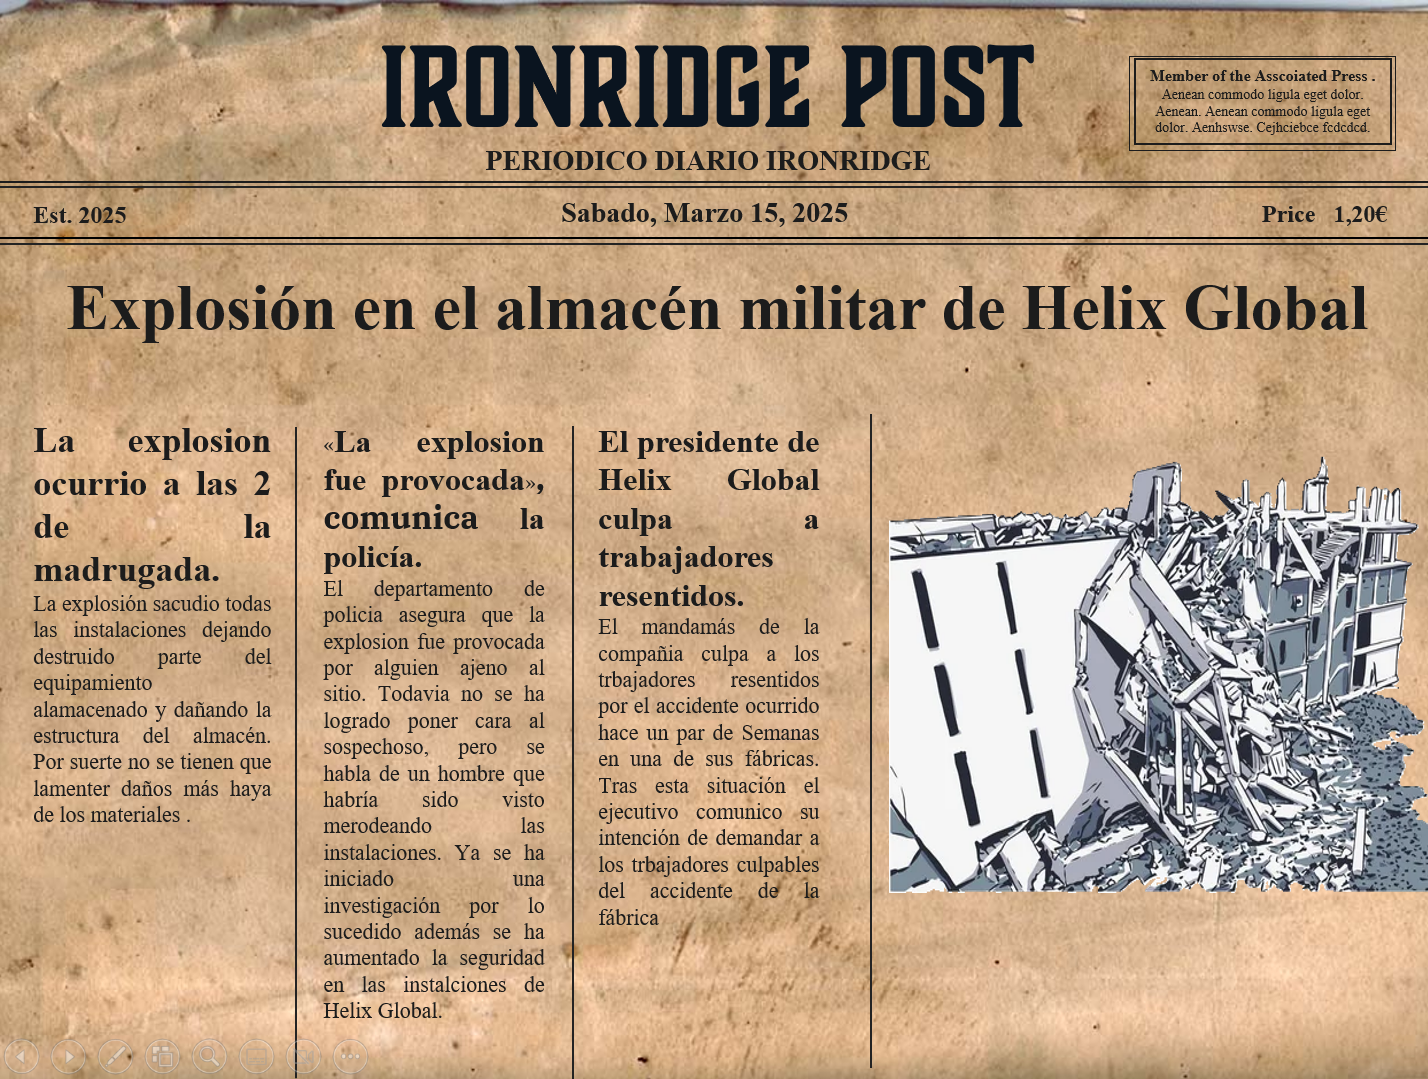 IRONRIDGE POST
PERIODICO DIARIO IRONRIDGE
Member of the Asscoiated Press .
Aenean commodo ligula eget dolor.
Aenean. Aenean commodo ligula eget
dolor. Aenhswse. Cejhciebce fcdcdcd.
Est. 2025
Sabado, Marzo 15, 2025
Price 1,20€
Explosión en el almacén militar de Helix Global
La explosion
ocurrio a las 2
de la
madrugada.
La explosión sacudio todas
las instalaciones dejando
destruido parte del
equipamiento
alamacenado y dañando la
estructura del almacén.
Por suerte no se tienen que
lamenter daños más haya
de los materiales .
«La explosion
fue provocada»,
comunica la
policía.
El departamento de
policia asegura que la
explosion fue provocada
por alguien ajeno al
sitio. Todavia no se ha
logrado poner cara al
sospechoso, pero se
habla de un hombre que
habría sido visto
merodeando las
instalaciones. Ya se ha
iniciado una
investigación por lo
sucedido además se ha
aumentado la seguridad
en las instalciones de
Helix Global.
El presidente de
Helix Global
culpa a
trabajadores
resentidos.
El mandamás de la
compañia culpa a los
trbajadores resentidos
por el accidente ocurrido
hace un par de Semanas
en una de sus fábricas.
Tras esta situación el
ejecutivo comunico su
intención de demandar a
los trbajadores culpables
del accidente de la
fábrica